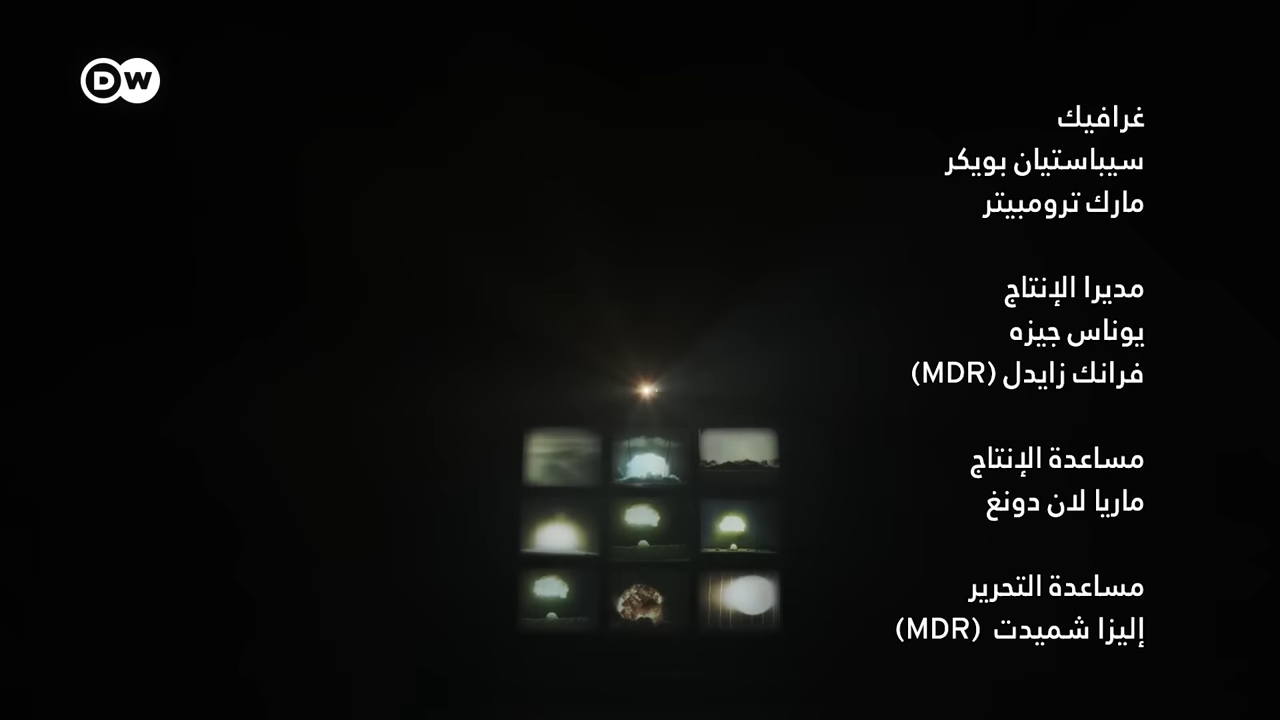 DW
غرافيك
سيباستيان بويكر
مارك ترومبيتر
مديرا الإنتاج
يوناس جيزه
فرانك زايدل (MDR)
مساعدة الإنتاج
ماريا لان دونغ
مساعدة التحرير
إليزا شميدت (MDR)